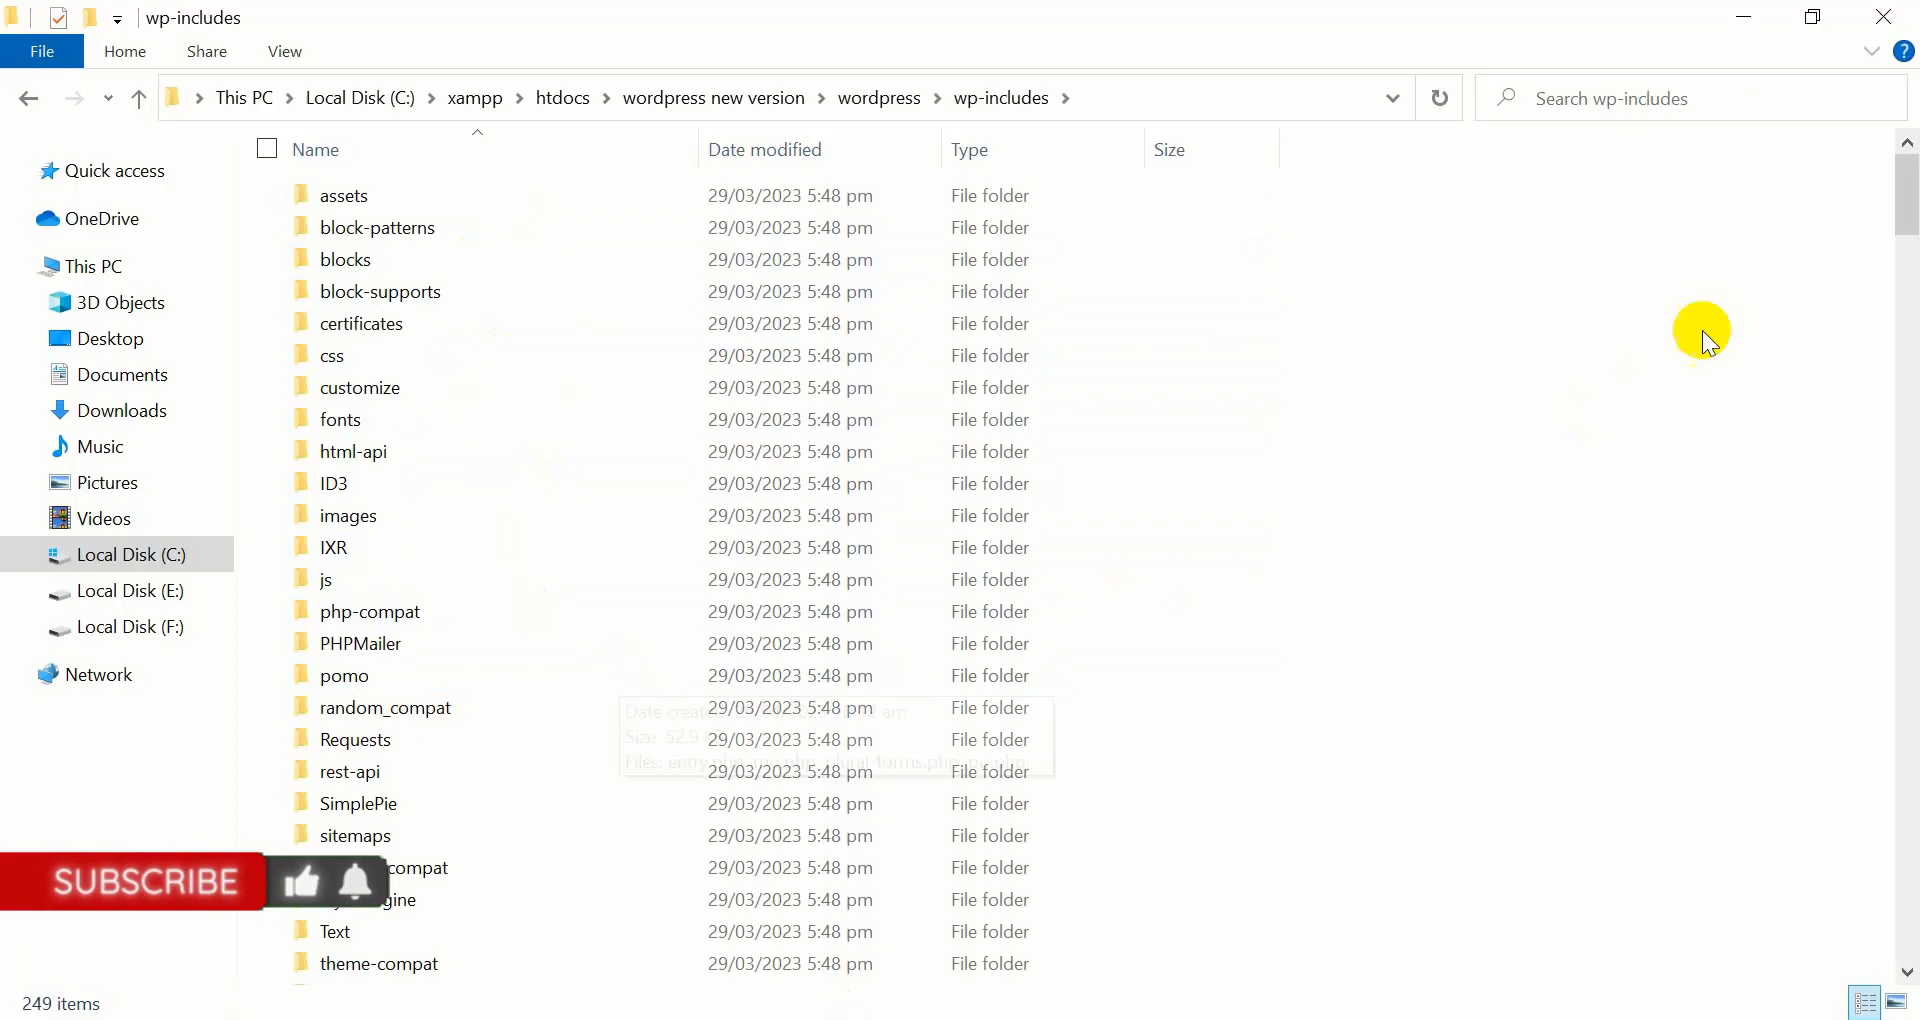 wp-includes
File Home Share View
This PC Local Disk (C:) xampp htdocs wordpress new version wordpress wp-includes
Search wp-includes
Name Date modified Type Size
Quick access
OneDrive
This PC
3D Objects
Desktop
Documents
Downloads
Music
Pictures
Videos
Local Disk (C:)
Local Disk (E:)
Local Disk (F:)
Network
assets 29/03/2023 5:48 pm File folder
block-patterns 29/03/2023 5:48 pm File folder
blocks 29/03/2023 5:48 pm File folder
block-supports 29/03/2023 5:48 pm File folder
certificates 29/03/2023 5:48 pm File folder
css 29/03/2023 5:48 pm File folder
customize 29/03/2023 5:48 pm File folder
fonts 29/03/2023 5:48 pm File folder
html-api 29/03/2023 5:48 pm File folder
ID3 29/03/2023 5:48 pm File folder
images 29/03/2023 5:48 pm File folder
IXR 29/03/2023 5:48 pm File folder
js 29/03/2023 5:48 pm File folder
php-compat 29/03/2023 5:48 pm File folder
PHPMailer 29/03/2023 5:48 pm File folder
pomo 29/03/2023 5:48 pm File folder
random_compat 29/03/2023 5:48 pm File folder
Requests 29/03/2023 5:48 pm File folder
rest-api 29/03/2023 5:48 pm File folder
SimplePie 29/03/2023 5:48 pm File folder
sitemaps 29/03/2023 5:48 pm File folder
compat 29/03/2023 5:48 pm File folder
gine 29/03/2023 5:48 pm File folder
Text 29/03/2023 5:48 pm File folder
theme-compat 29/03/2023 5:48 pm File folder
SUBSCRIBE
249 items